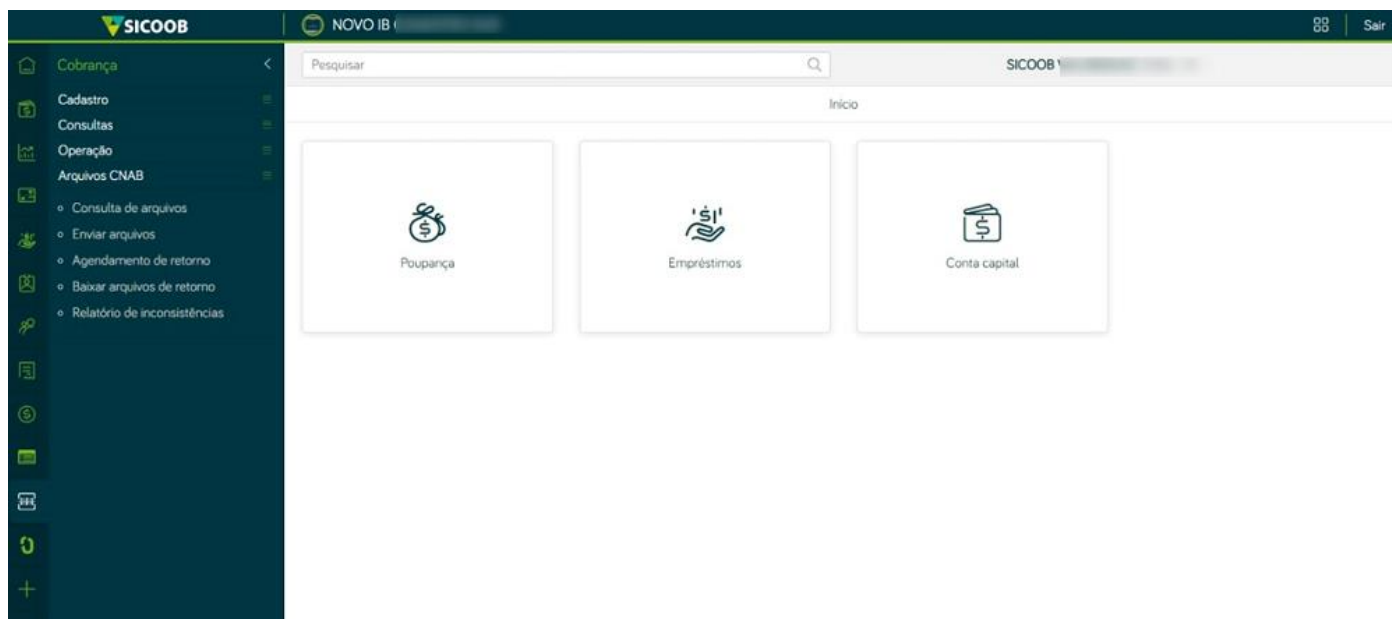 SICOOB
NOVO IB
Sair
Cobrança
Pesquisar
SICOOB
Cadastro
Início
Consultas
Operação
Arquivos CNAB
Consulta de arquivos
Enviar arquivos
Agendamento de retorno
Baixar arquivos de retorno
Relatório de inconsistências
Poupança
Empréstimos
Conta capital